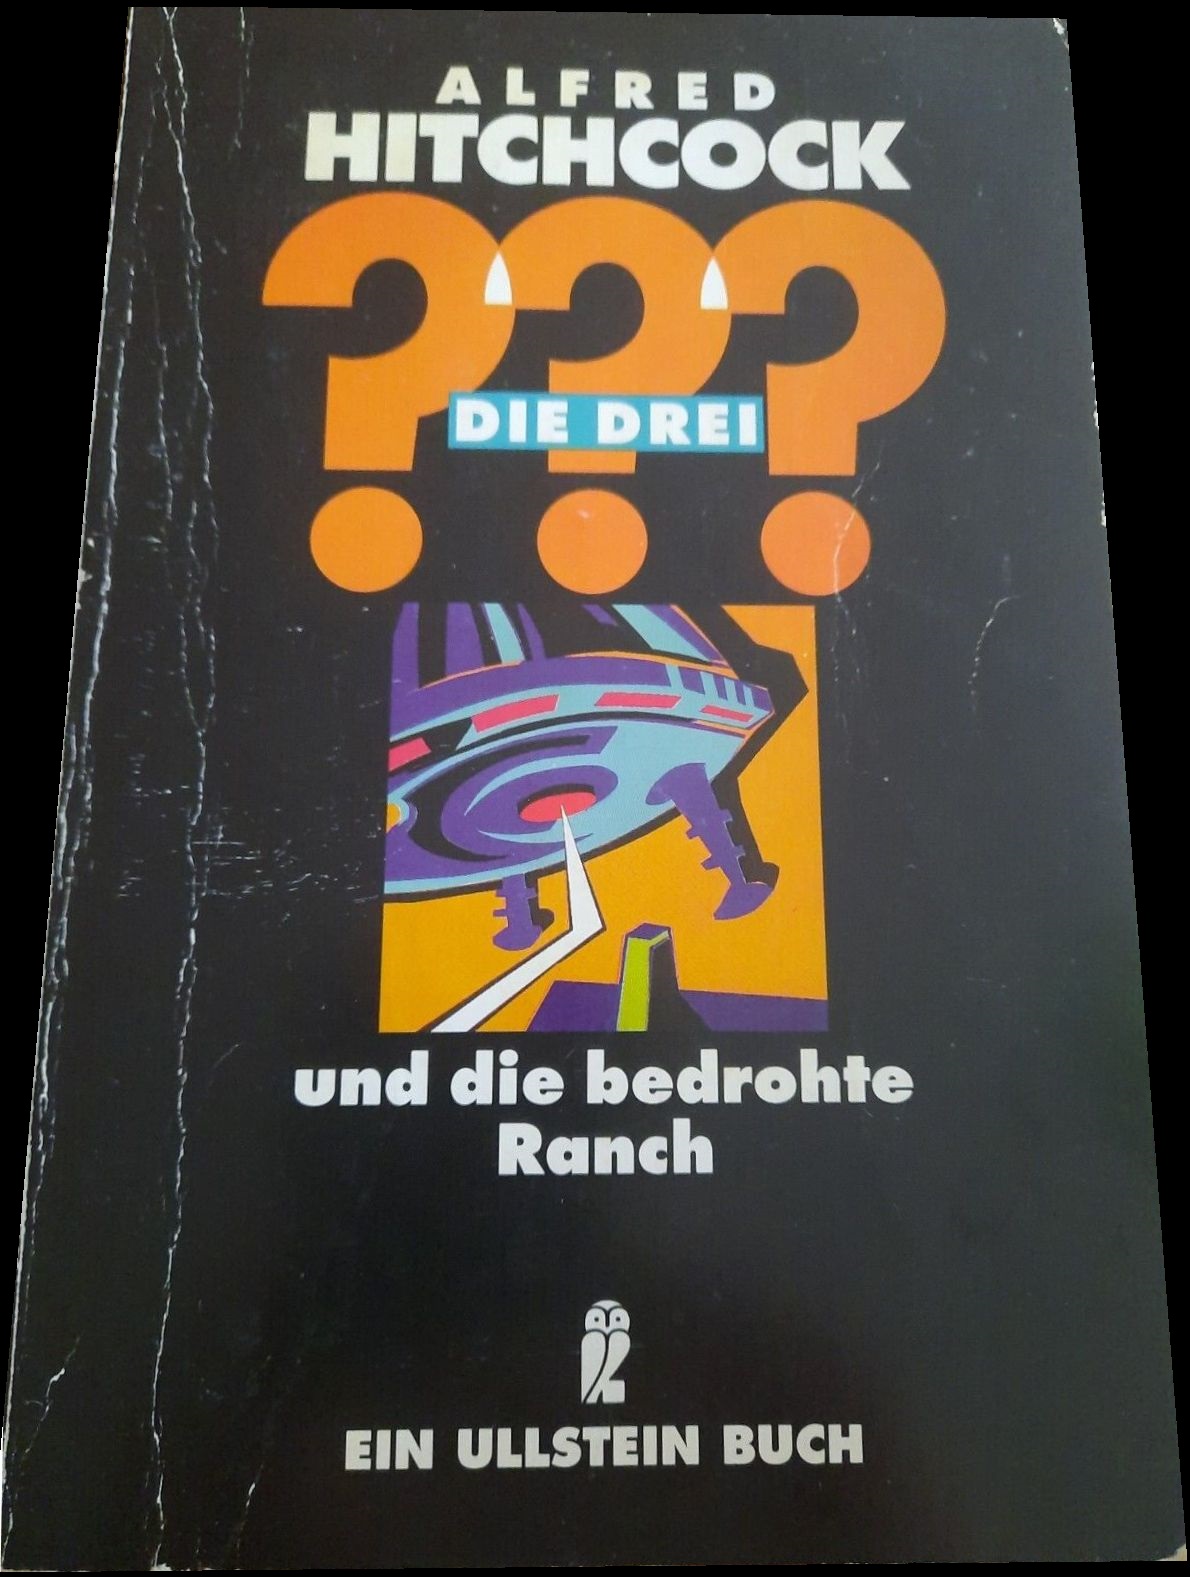 ALFRED
HITCHCOCK
???
DIE DREI
und die bedrohte
Ranch
EIN ULLSTEIN BUCH